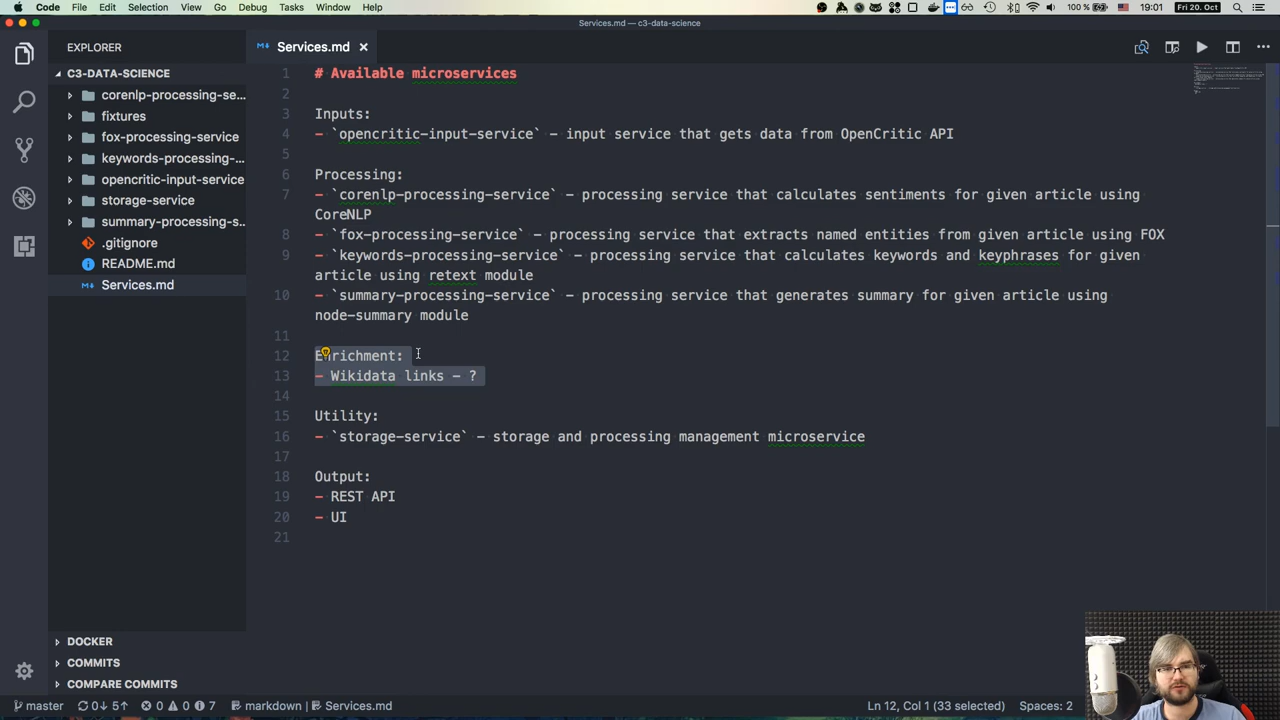 Code File Edit Selection View Go Debug Tasks Window Help 100 % 19:01 Fri 20. Oct
Services.md — c3-data-science
EXPLORER
Services.md
C3-DATA-SCIENCE
corenlp-processing-se...
fixtures
fox-processing-service
keywords-processing-...
opencritic-input-service
storage-service
summary-processing-s...
.gitignore
README.md
Services.md
DOCKER
COMMITS
COMPARE COMMITS
1 # Available microservices
2
3 Inputs:
4 - `opencritic-input-service` - input service that gets data from OpenCritic API
5
6 Processing:
7 - `corenlp-processing-service` - processing service that calculates sentiments for given article using
CoreNLP
8 - `fox-processing-service` - processing service that extracts named entities from given article using FOX
9 - `keywords-processing-service` - processing service that calculates keywords and keyphrases for given
article using retext module
10 - `summary-processing-service` - processing service that generates summary for given article using
node-summary module
11
12 Enrichment:
13 - Wikidata links - ?
14
15 Utility:
16 - `storage-service` - storage and processing management microservice
17
18 Output:
19 - REST API
20 - UI
21
master 0↓ 5↑ 0 0 7 markdown Services.md Ln 12, Col 1 (33 selected) Spaces: 2